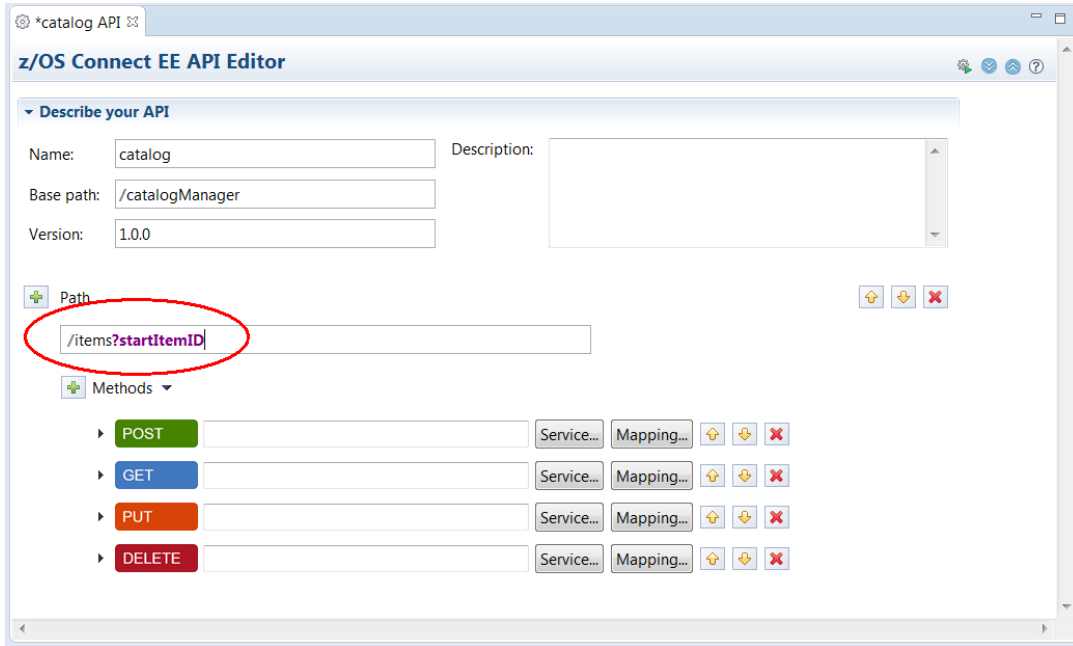 *catalog API
z/OS Connect EE API Editor
Describe your API
Name: catalog Description:
Base path: /catalogManager
Version: 1.0.0
Path
/items?startItemID
Methods
POST Service... Mapping...
GET Service... Mapping...
PUT Service... Mapping...
DELETE Service... Mapping...